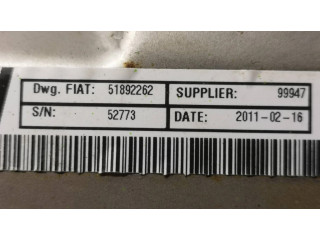 Dwg. FIAT: 51892262 SUPPLIER: 99947
S/N: 52773 DATE: 2011-02-16